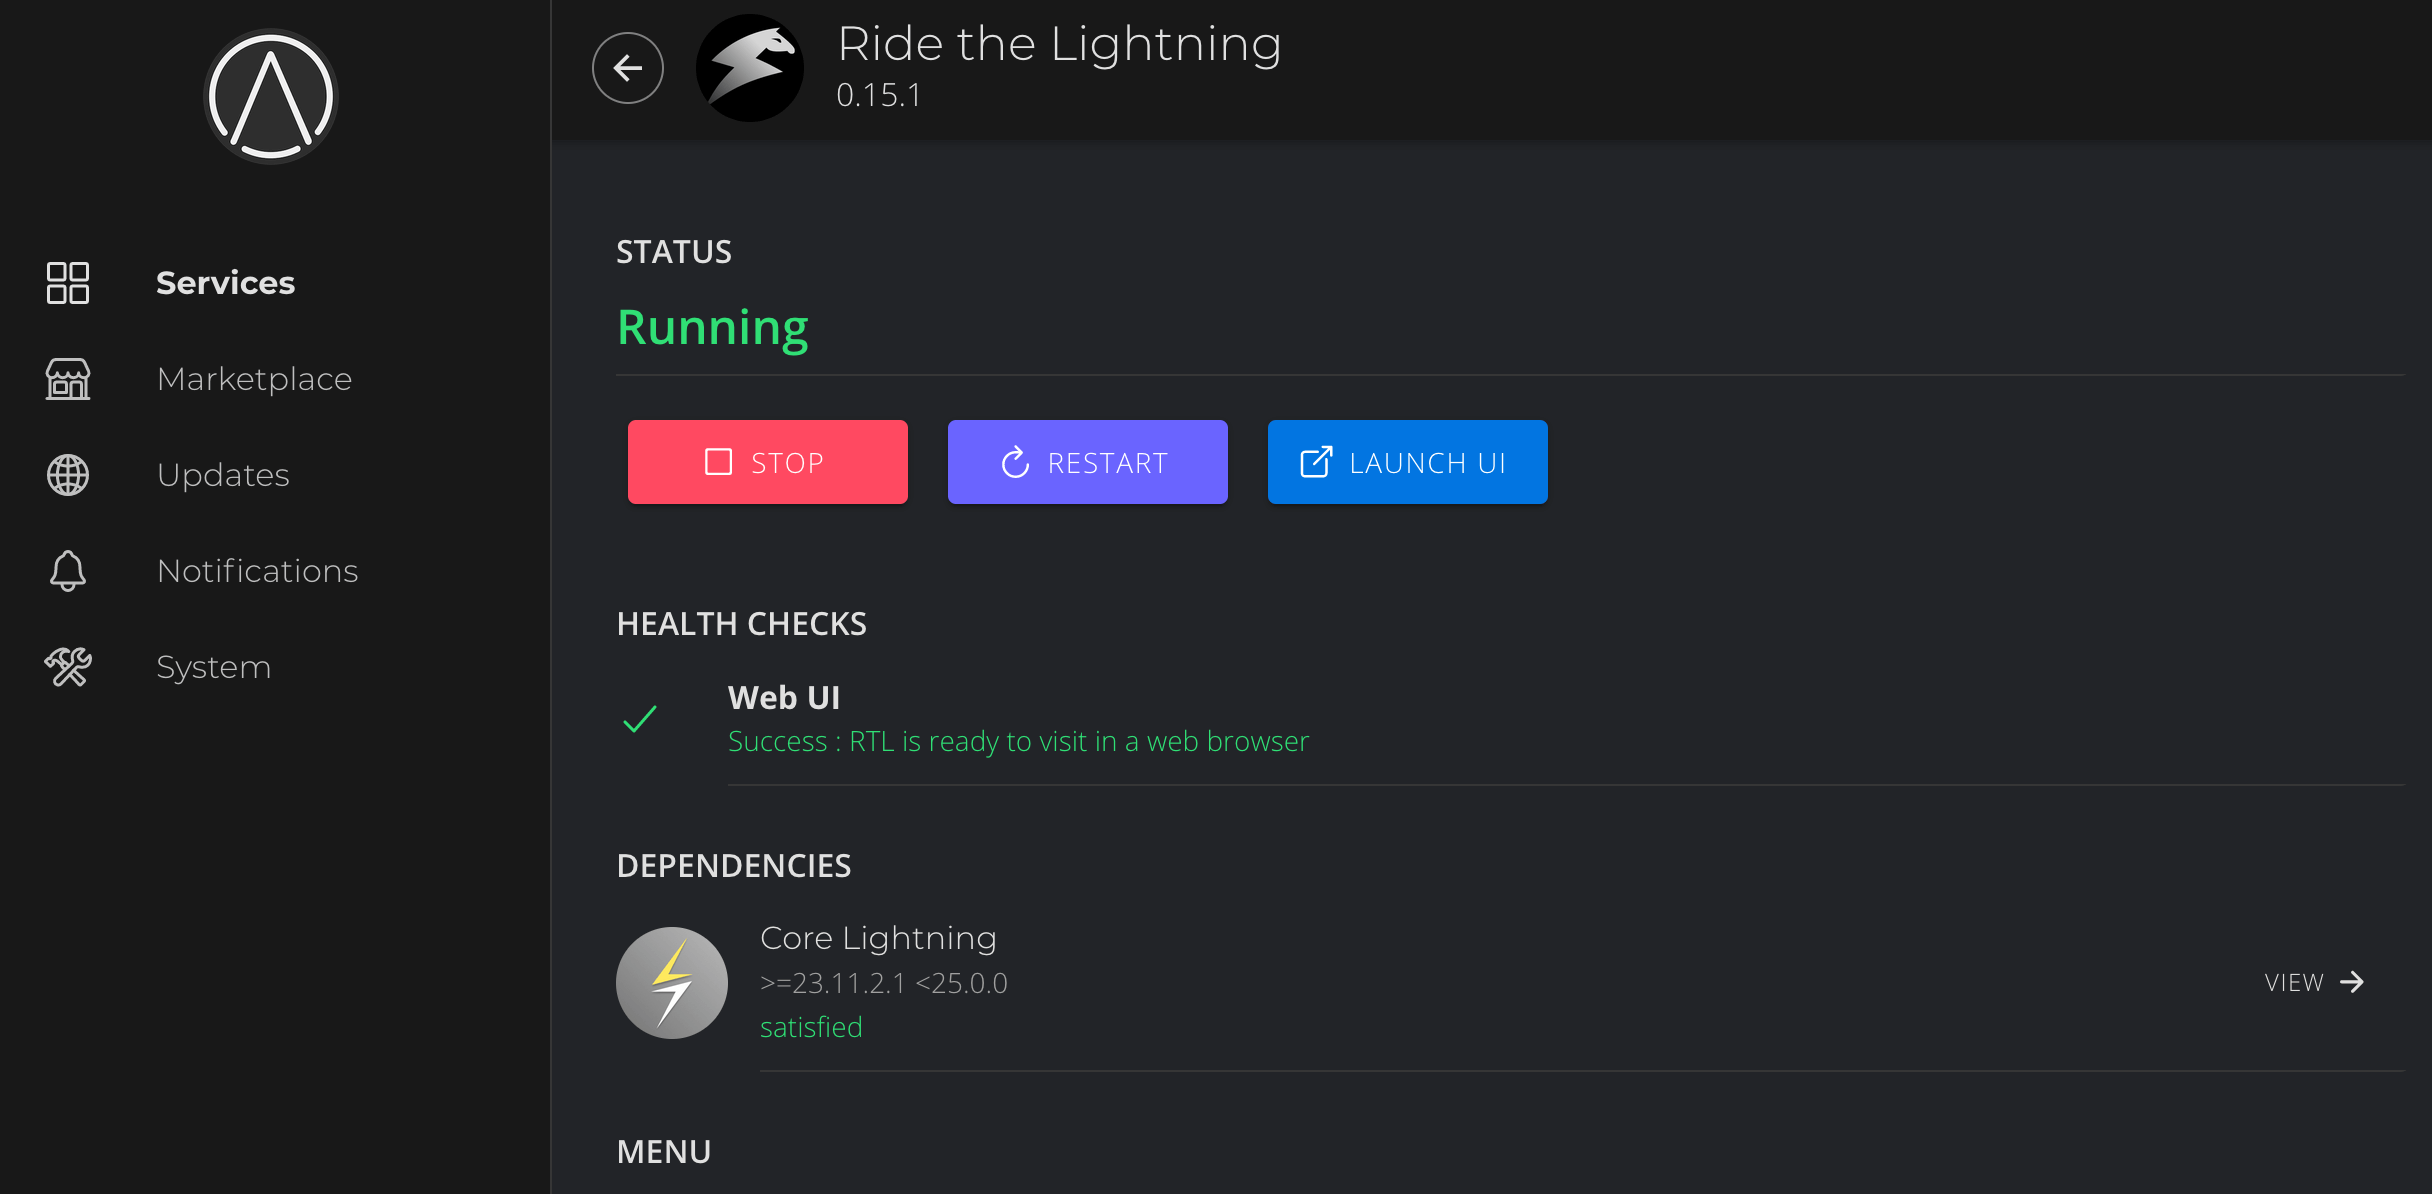 Ride the Lightning
0.15.1
Services
Marketplace
Updates
Notifications
System
STATUS
Running
STOP
RESTART
LAUNCH UI
HEALTH CHECKS
Web UI
Success : RTL is ready to visit in a web browser
DEPENDENCIES
Core Lightning
>=23.11.2.1 <25.0.0
satisfied
VIEW
MENU